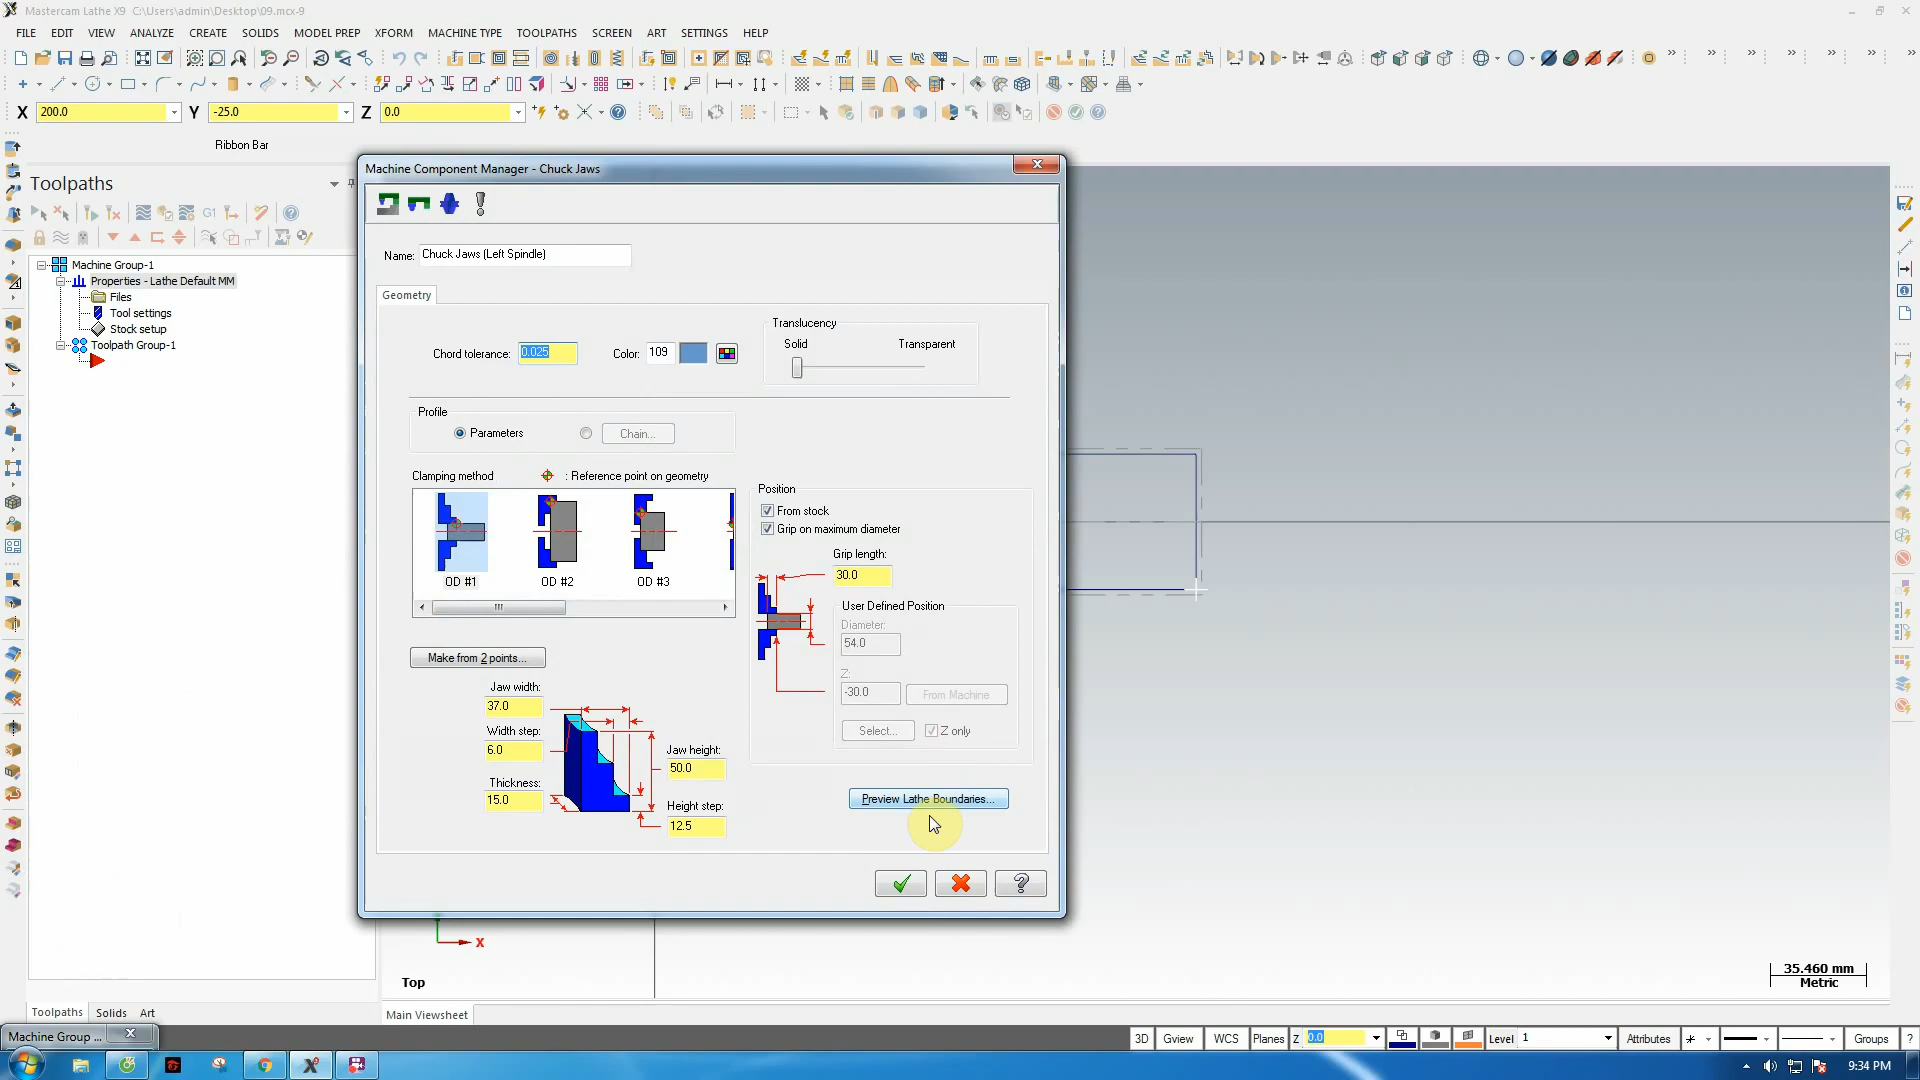 Mastercam Lathe X9 C:\Users\admin\Desktop\09.mcx-9
FILE EDIT VIEW ANALYZE CREATE SOLIDS MODEL PREP XFORM MACHINE TYPE TOOLPATHS SCREEN ART SETTINGS HELP
X 200.0 Y -25.0 Z 0.0
Ribbon Bar
Toolpaths
G1
Machine Group-1
Properties - Lathe Default MM
Files
Tool settings
Stock setup
Toolpath Group-1
Machine Component Manager - Chuck Jaws
Name: Chuck Jaws (Left Spindle)
Geometry
Chord tolerance: 0.025 Color: 109
Translucency
Solid Transparent
Profile
Parameters Chain...
Clamping method : Reference point on geometry
OD #1 OD #2 OD #3
Position
From stock
Grip on maximum diameter
Grip length:
30.0
User Defined Position
Diameter:
54.0
Z:
-30.0 From Machine
Select... Z only
Make from 2 points...
Jaw width:
37.0
Width step:
6.0
Thickness:
15.0
Jaw height:
50.0
Height step:
12.5
Preview Lathe Boundaries...
X
Top
35.460 mm
Metric
Toolpaths Solids Art
Main Viewsheet
Machine Group ...
3D Gview WCS Planes Z 0.0 Level 1 Attributes Groups ?
9:34 PM